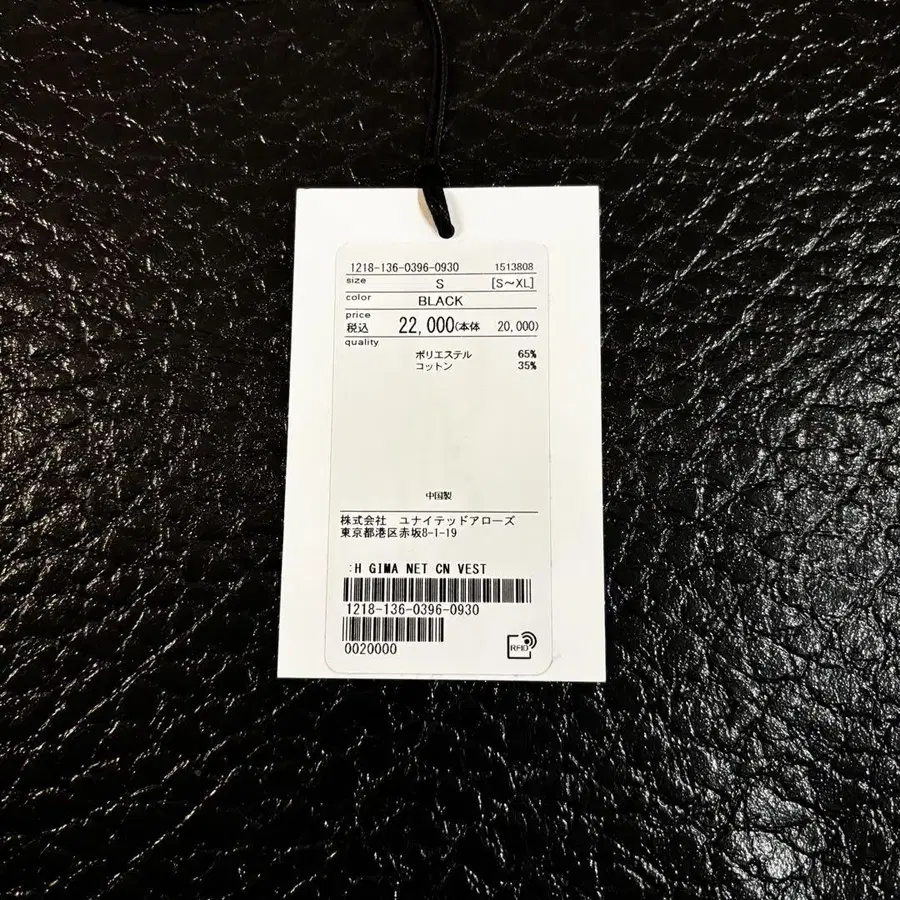 1218-136-0396-0930 1513808
size S [S～XL]
color BLACK
price
税込 22,000(本体 20,000)
quality
ポリエステル 65%
コットン 35%
中国製
株式会社 ユナイテッドアローズ
東京都港区赤坂8-1-19
:H GIMA NET CN VEST
1218-136-0396-0930
0020000
RFID